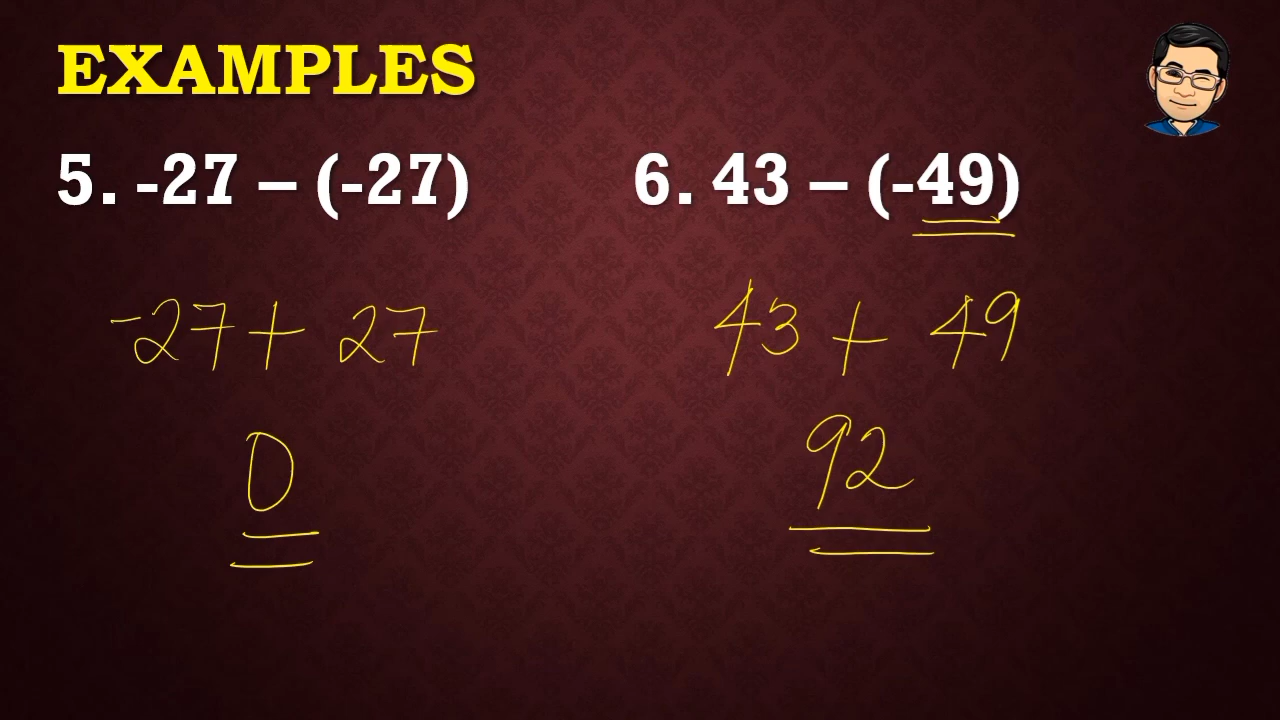 EXAMPLES
5. -27 – (-27)
6. 43 – (-49)
-27 + 27
43 + 49
0
92